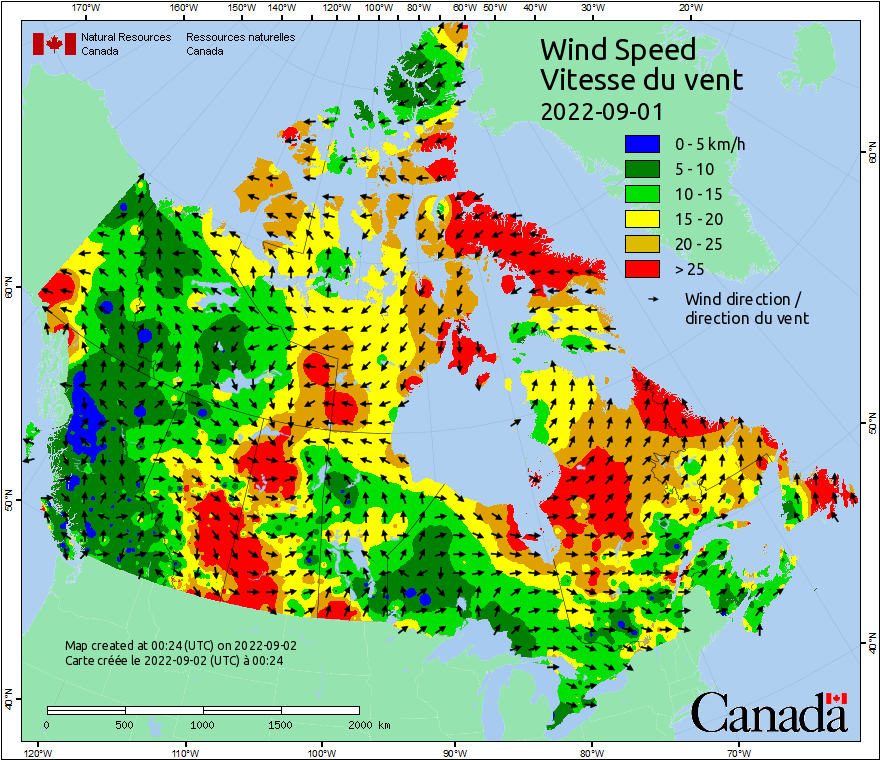 170°W 160°W 150°W 140°W 130°W 120°W 110°W 100°W 90°W 80°W 70°W 60°W 50°W 40°W 30°W 20°W
Natural Resources Canada
Ressources naturelles Canada
Wind Speed
Vitesse du vent
2022-09-01
0 - 5 km/h
5 - 10
10 - 15
15 - 20
20 - 25
> 25
Wind direction /
direction du vent
60°N
50°N
40°N
60°N
50°N
40°N
Map created at 00:24 (UTC) on 2022-09-02
Carte créée le 2022-09-02 (UTC) à 00:24
0 500 1000 1500 2000 km
Canada
120°W 110°W 100°W 90°W 80°W 70°W